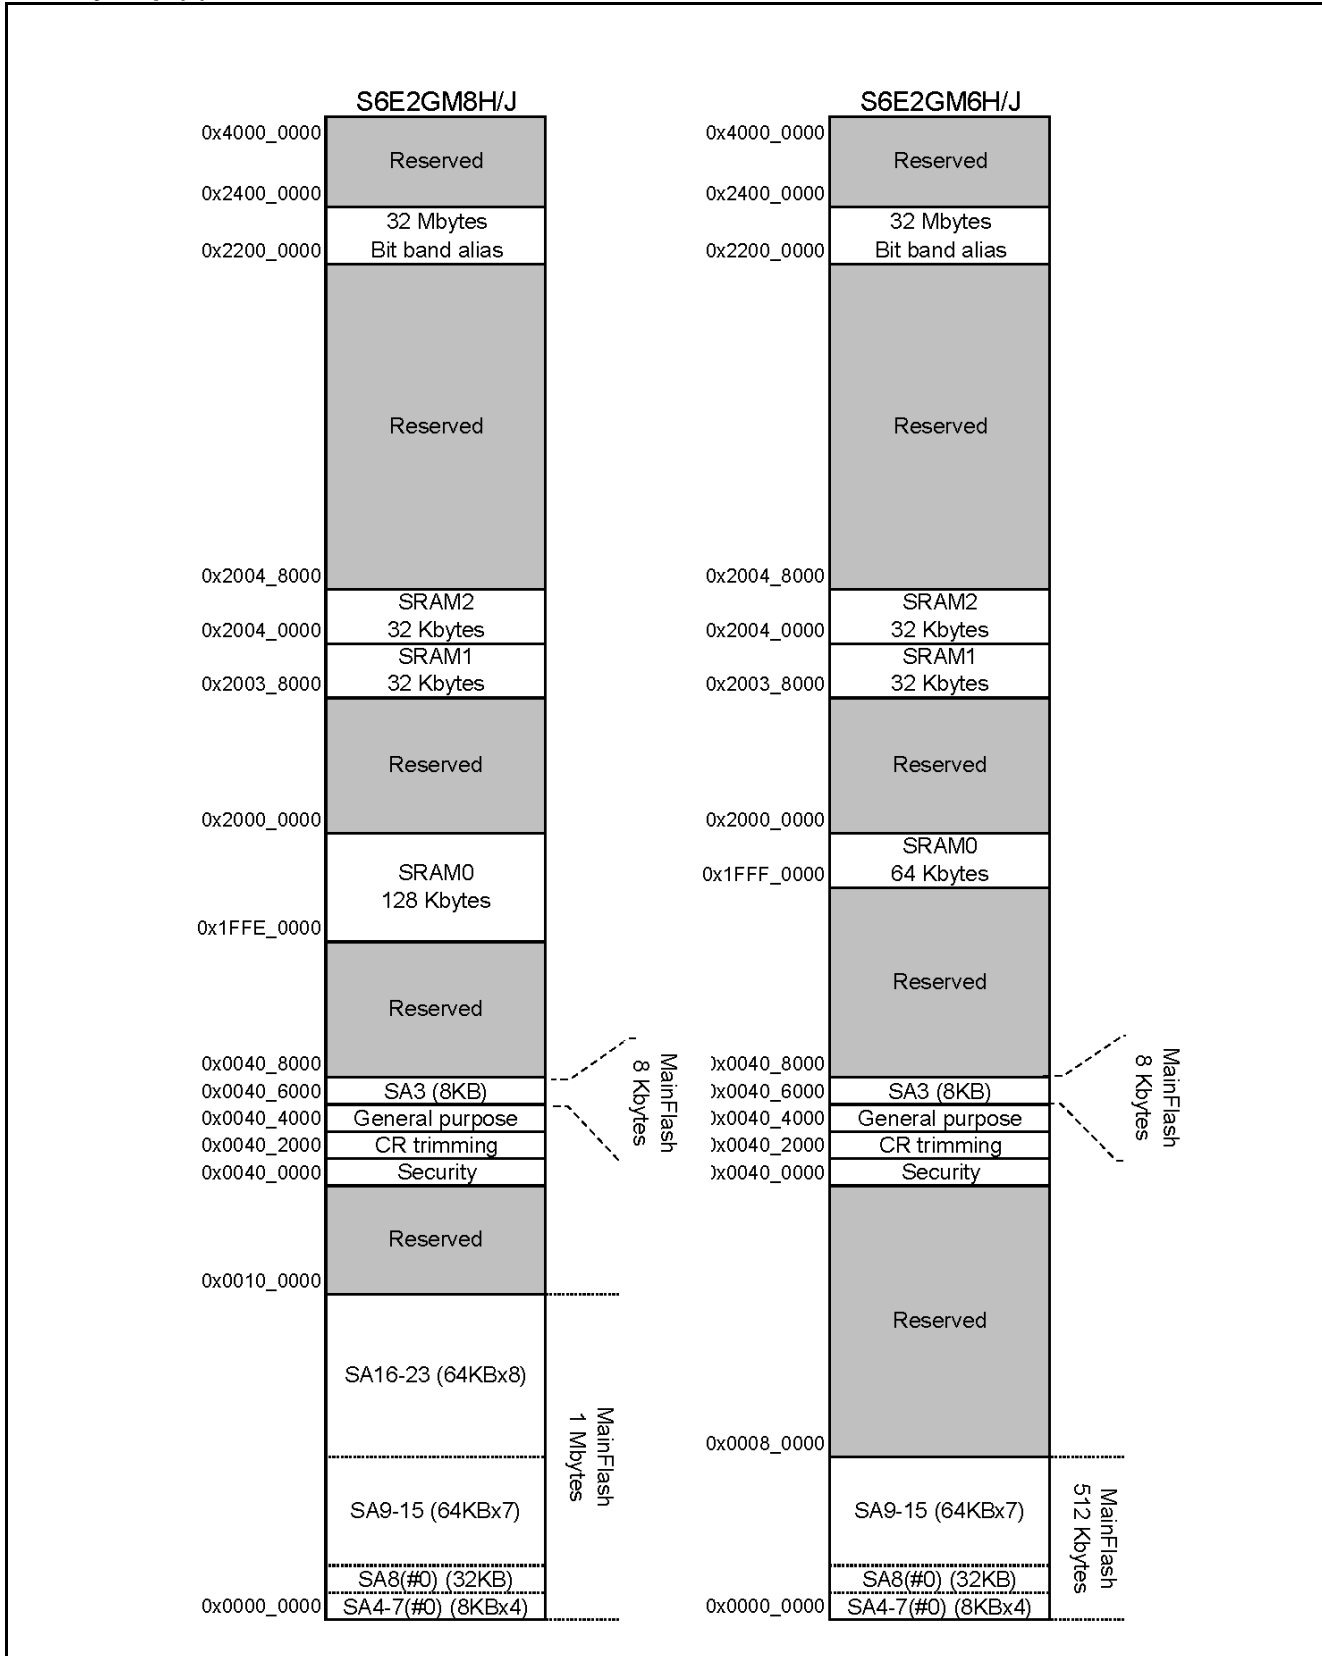 S6E2GM8H/J
0x4000_0000
Reserved
0x2400_0000
32 Mbytes
0x2200_0000 Bit band alias
Reserved
0x2004_8000
SRAM2
0x2004_0000 32 Kbytes
SRAM1
0x2003_8000 32 Kbytes
Reserved
0x2000_0000
SRAM0
128 Kbytes
0x1FFE_0000
Reserved
0x0040_8000
0x0040_6000 SA3 (8KB)
0x0040_4000 General purpose
0x0040_2000 CR trimming
0x0040_0000 Security
MainFlash
8 Kbytes
Reserved
0x0010_0000
SA16-23 (64KBx8)
MainFlash
1 Mbytes
SA9-15 (64KBx7)
SA8(#0) (32KB)
0x0000_0000 SA4-7(#0) (8KBx4)
S6E2GM6H/J
0x4000_0000
Reserved
0x2400_0000
32 Mbytes
0x2200_0000 Bit band alias
Reserved
0x2004_8000
SRAM2
0x2004_0000 32 Kbytes
SRAM1
0x2003_8000 32 Kbytes
Reserved
0x2000_0000
SRAM0
0x1FFF_0000 64 Kbytes
Reserved
0x0040_8000
0x0040_6000 SA3 (8KB)
0x0040_4000 General purpose
0x0040_2000 CR trimming
0x0040_0000 Security
MainFlash
8 Kbytes
Reserved
0x0008_0000
SA9-15 (64KBx7)
MainFlash
512 Kbytes
SA8(#0) (32KB)
0x0000_0000 SA4-7(#0) (8KBx4)